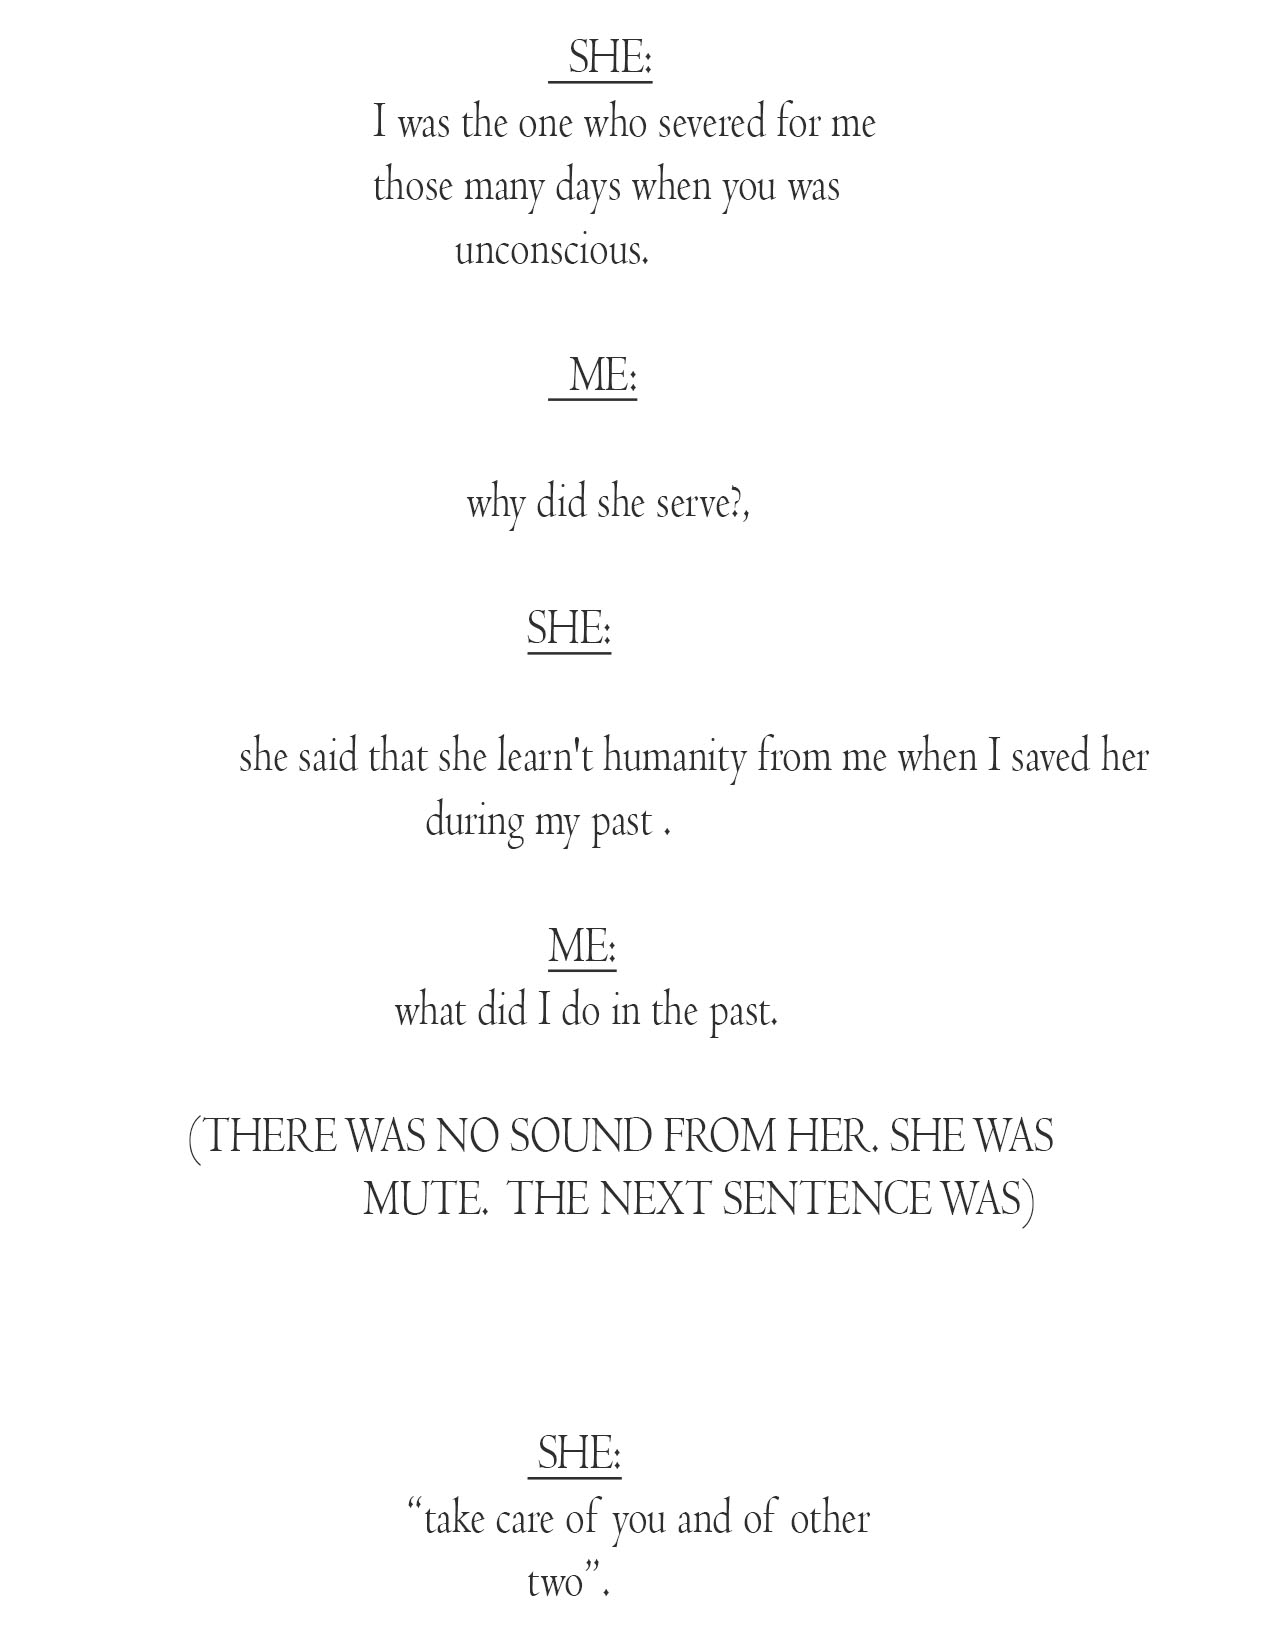 SHE:
I was the one who severed for me
those many days when you was
unconscious.
ME:
why did she serve?,
SHE:
she said that she learn't humanity from me when I saved her
during my past .
ME:
what did I do in the past.
(THERE WAS NO SOUND FROM HER. SHE WAS
MUTE. THE NEXT SENTENCE WAS)
SHE:
“take care of you and of other
two”.